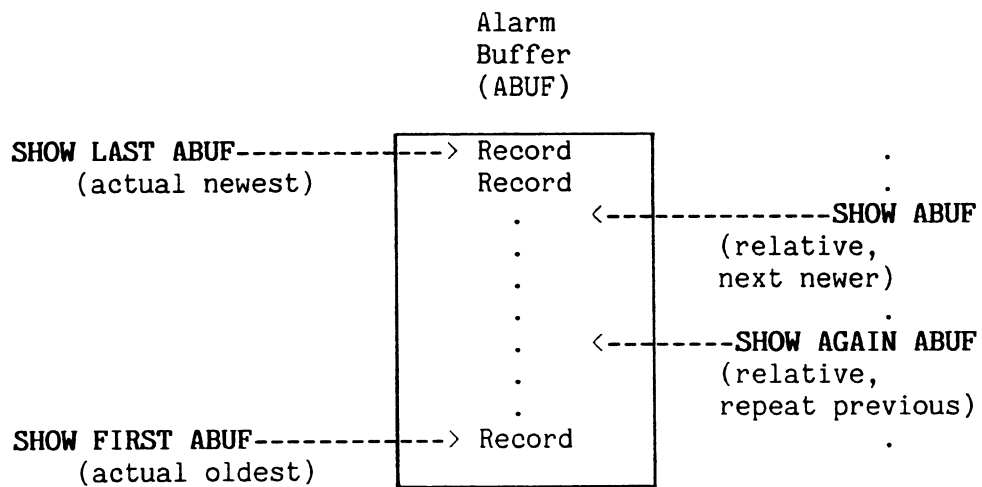 Alarm
Buffer
(ABUF)
SHOW LAST ABUF------------> Record .
(actual newest) Record .
. <--------------SHOW ABUF
. (relative,
. next newer)
. .
. <-------SHOW AGAIN ABUF
. (relative,
. repeat previous)
SHOW FIRST ABUF-----------> Record .
(actual oldest)